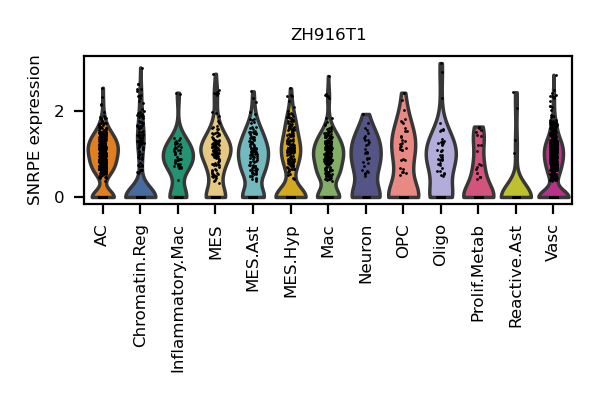 ZH916T1
SNRPE expression
2
0
AC
Chromatin.Reg
Inflammatory.Mac
MES
MES.Ast
MES.Hyp
Mac
Neuron
OPC
Oligo
Prolif.Metab
Reactive.Ast
Vasc